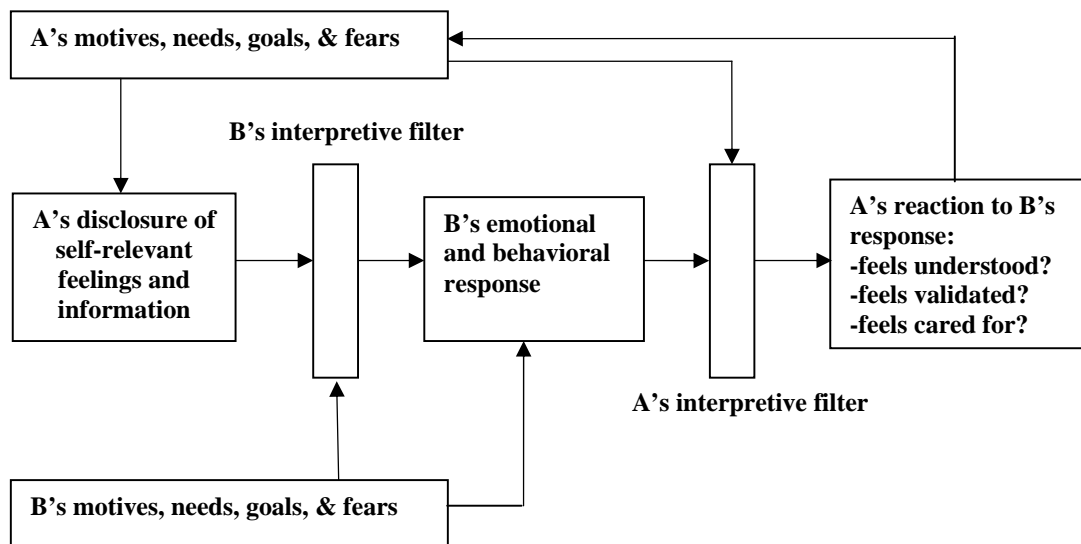 A’s motives, needs, goals, & fears
B’s interpretive filter
A’s disclosure of
self-relevant
feelings and
information
B’s emotional
and behavioral
response
A’s reaction to B’s
response:
-feels understood?
-feels validated?
-feels cared for?
A’s interpretive filter
B’s motives, needs, goals, & fears